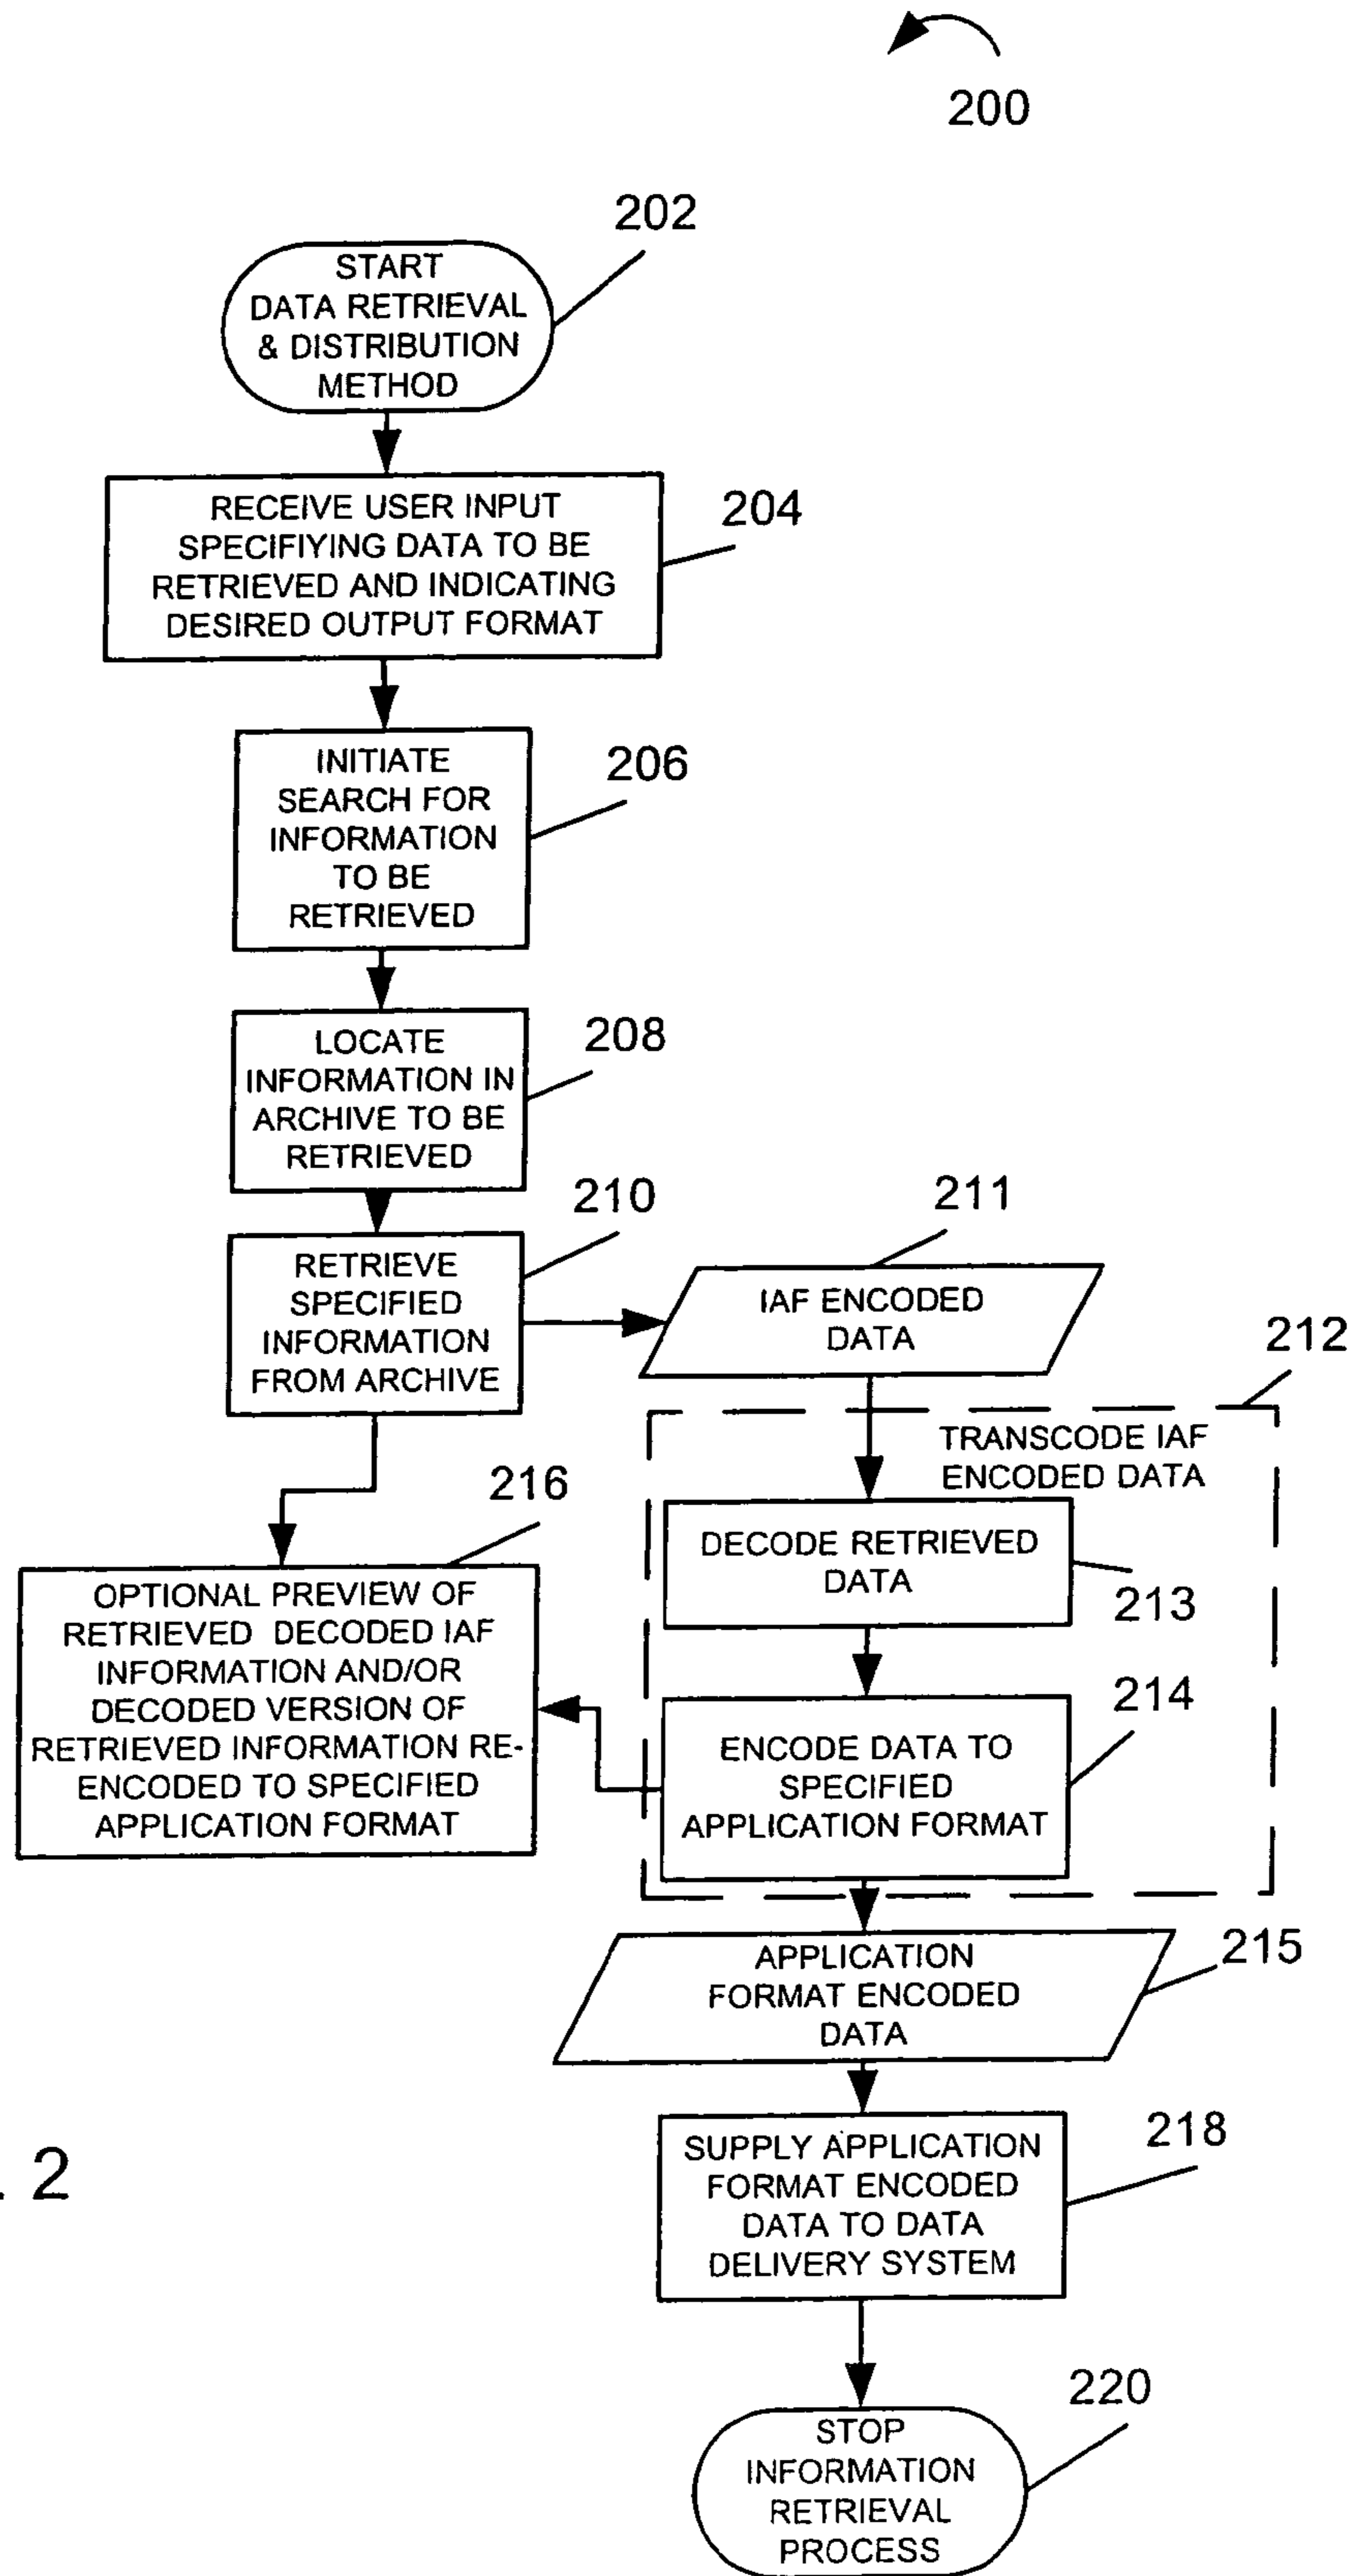 200
202
START
DATA RETRIEVAL
& DISTRIBUTION
METHOD
204
RECEIVE USER INPUT
SPECIFIYING DATA TO BE
RETRIEVED AND INDICATING
DESIRED OUTPUT FORMAT
206
INITIATE
SEARCH FOR
INFORMATION
TO BE
RETRIEVED
208
LOCATE
INFORMATION IN
ARCHIVE TO BE
RETRIEVED
210
RETRIEVE
SPECIFIED
INFORMATION
FROM ARCHIVE
211
IAF ENCODED
DATA
212
TRANSCODE IAF
ENCODED DATA
DECODE RETRIEVED
DATA
213
216
OPTIONAL PREVIEW OF
RETRIEVED DECODED IAF
INFORMATION AND/OR
DECODED VERSION OF
RETRIEVED INFORMATION RE-
ENCODED TO SPECIFIED
APPLICATION FORMAT
214
ENCODE DATA TO
SPECIFIED
APPLICATION FORMAT
215
APPLICATION
FORMAT ENCODED
DATA
218
SUPPLY APPLICATION
FORMAT ENCODED
DATA TO DATA
DELIVERY SYSTEM
. 2
220
STOP
INFORMATION
RETRIEVAL
PROCESS